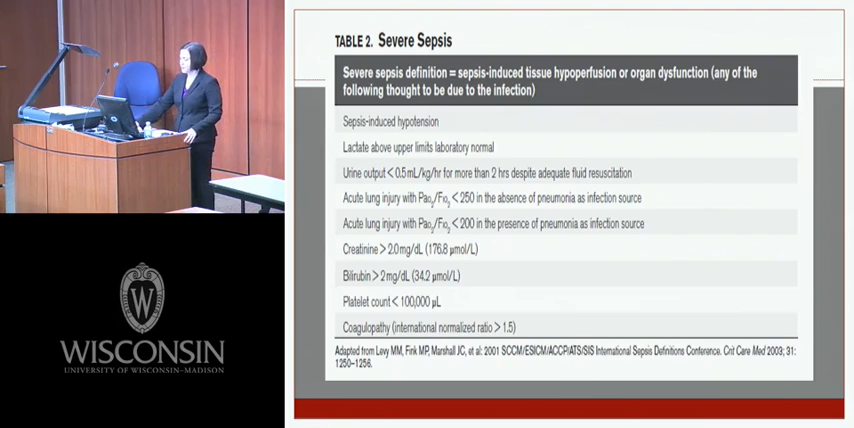 TABLE 2. Severe Sepsis
Severe sepsis definition = sepsis-induced tissue hypoperfusion or organ dysfunction (any of the
following thought to be due to the infection)
Sepsis-induced hypotension
Lactate above upper limits laboratory normal
Urine output < 0.5 mL/kg/hr for more than 2 hrs despite adequate fluid resuscitation
Acute lung injury with PaO2/FIO2 < 250 in the absence of pneumonia as infection source
Acute lung injury with PaO2/FIO2 < 200 in the presence of pneumonia as infection source
Creatinine > 2.0 mg/dL (176.8 μmol/L)
Bilirubin > 2 mg/dL (34.2 μmol/L)
Platelet count < 100,000 μL
Coagulopathy (international normalized ratio > 1.5)
Adapted from Levy MM, Fink MP, Marshall JC, et al: 2001 SCCM/ESICM/ACCP/ATS/SIS International Sepsis Definitions Conference. Crit Care Med 2003; 31:
1250–1256.
W
WISCONSIN
UNIVERSITY OF WISCONSIN–MADISON